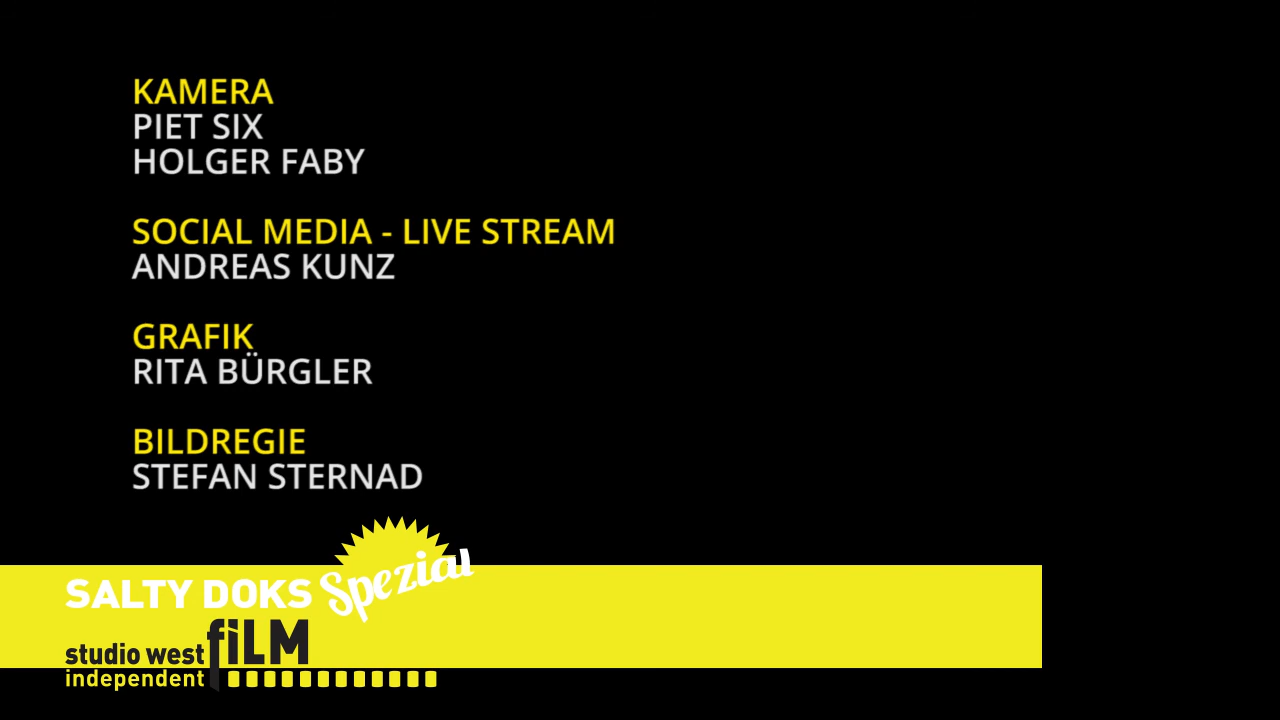 KAMERA
PIET SIX
HOLGER FABY
SOCIAL MEDIA - LIVE STREAM
ANDREAS KUNZ
GRAFIK
RITA BÜRGLER
BILDREGIE
STEFAN STERNAD
SALTY DOKS Spezial
studio west fiLM
independent